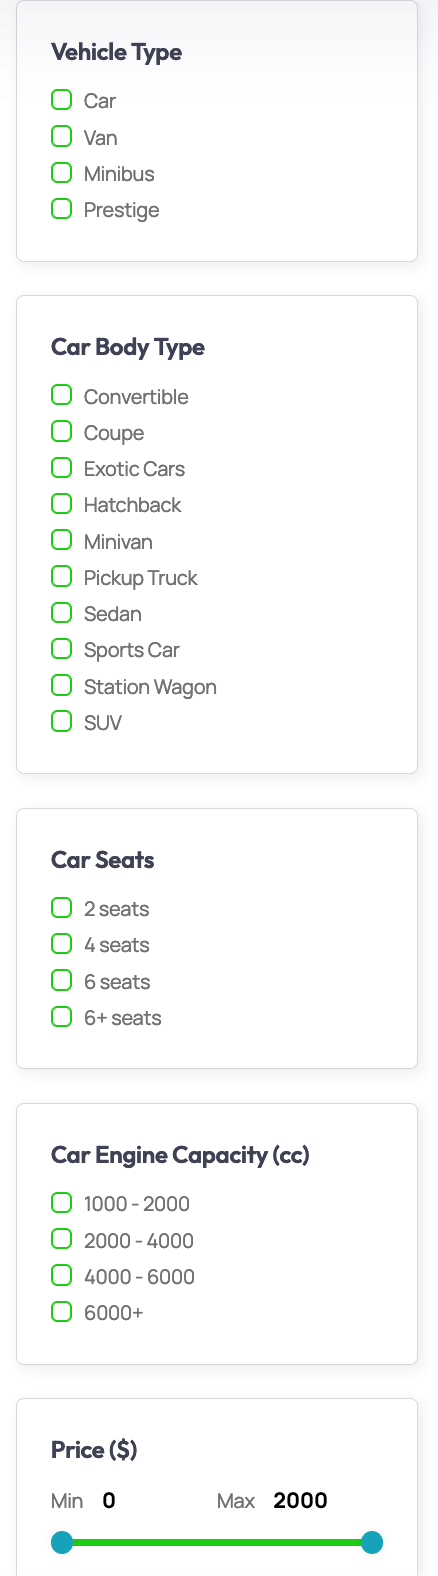 Vehicle Type
Car
Van
Minibus
Prestige
Car Body Type
Convertible
Coupe
Exotic Cars
Hatchback
Minivan
Pickup Truck
Sedan
Sports Car
Station Wagon
SUV
Car Seats
2 seats
4 seats
6 seats
6+ seats
Car Engine Capacity (cc)
1000 - 2000
2000 - 4000
4000 - 6000
6000+
Price ($)
Min 0 Max 2000